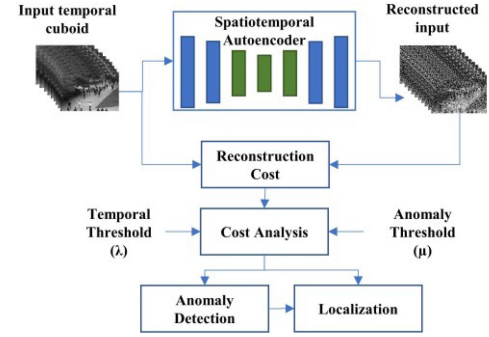 Input temporal
cuboid
Spatiotemporal
Autoencoder
Reconstructed
input
Reconstruction
Cost
Temporal
Threshold
(λ)
Cost Analysis
Anomaly
Threshold
(μ)
Anomaly
Detection
Localization